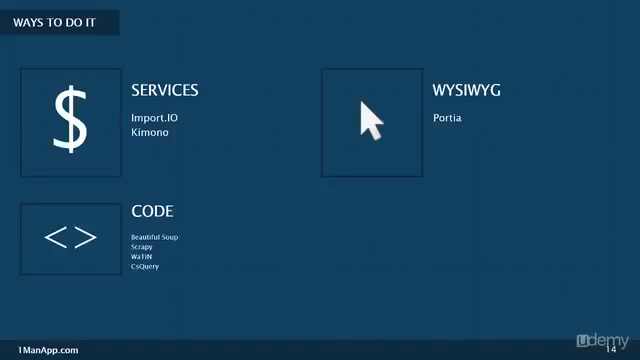 WAYS TO DO IT
$
SERVICES
Import.IO
Kimono
WYSIWYG
Portia
<>
CODE
Beautiful Soup
Scrapy
WaTiN
CsQuery
1ManApp.com
udemy
14